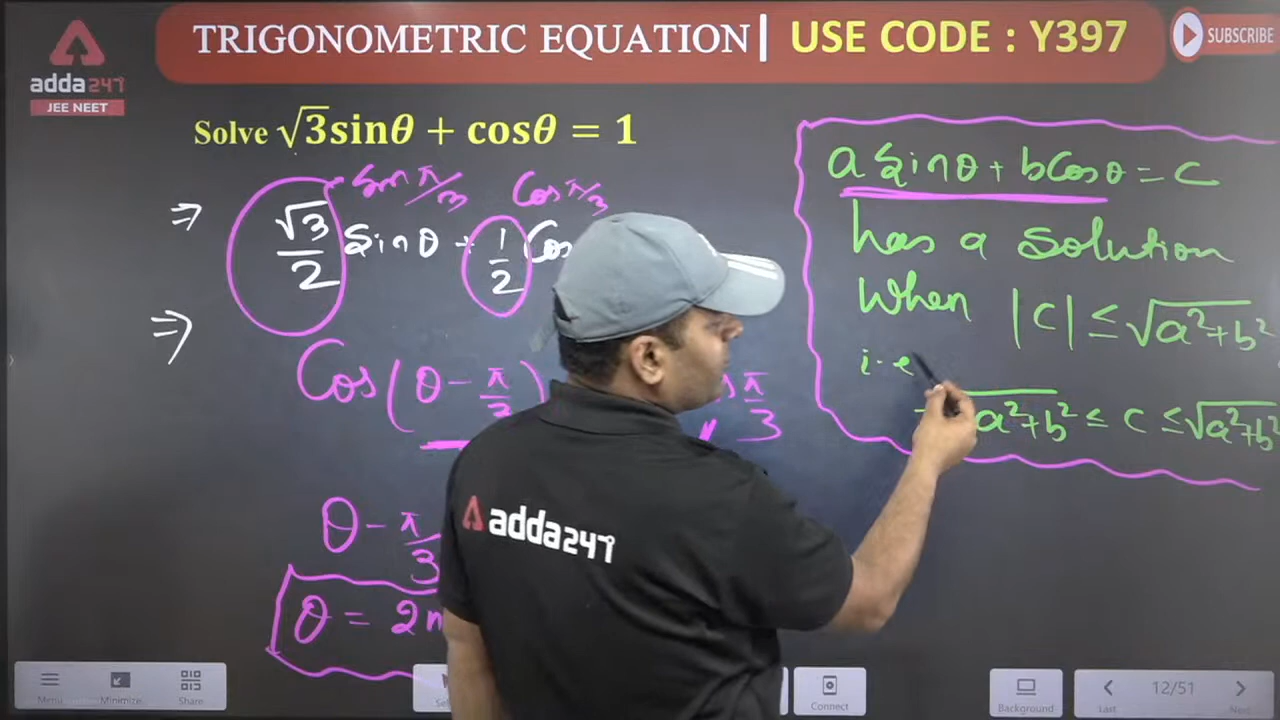 adda247
JEE NEET
TRIGONOMETRIC EQUATION | USE CODE : Y397
SUBSCRIBE
Solve √3sinθ + cosθ = 1
sin π/3 Cos π/3
⇒ √3/2 Sinθ + 1/2 Cos
⇒
Cos(θ - π/3) π/3
θ - π/3
θ = 2n
a Sinθ + b Cosθ = C
has a Solution
When |C| ≤ √a²+b²
i.e
a²+b² ≤ C ≤ √a²+b²
adda247
Menu
Minimize
Share
Connect
Background
Last
12/51
Next